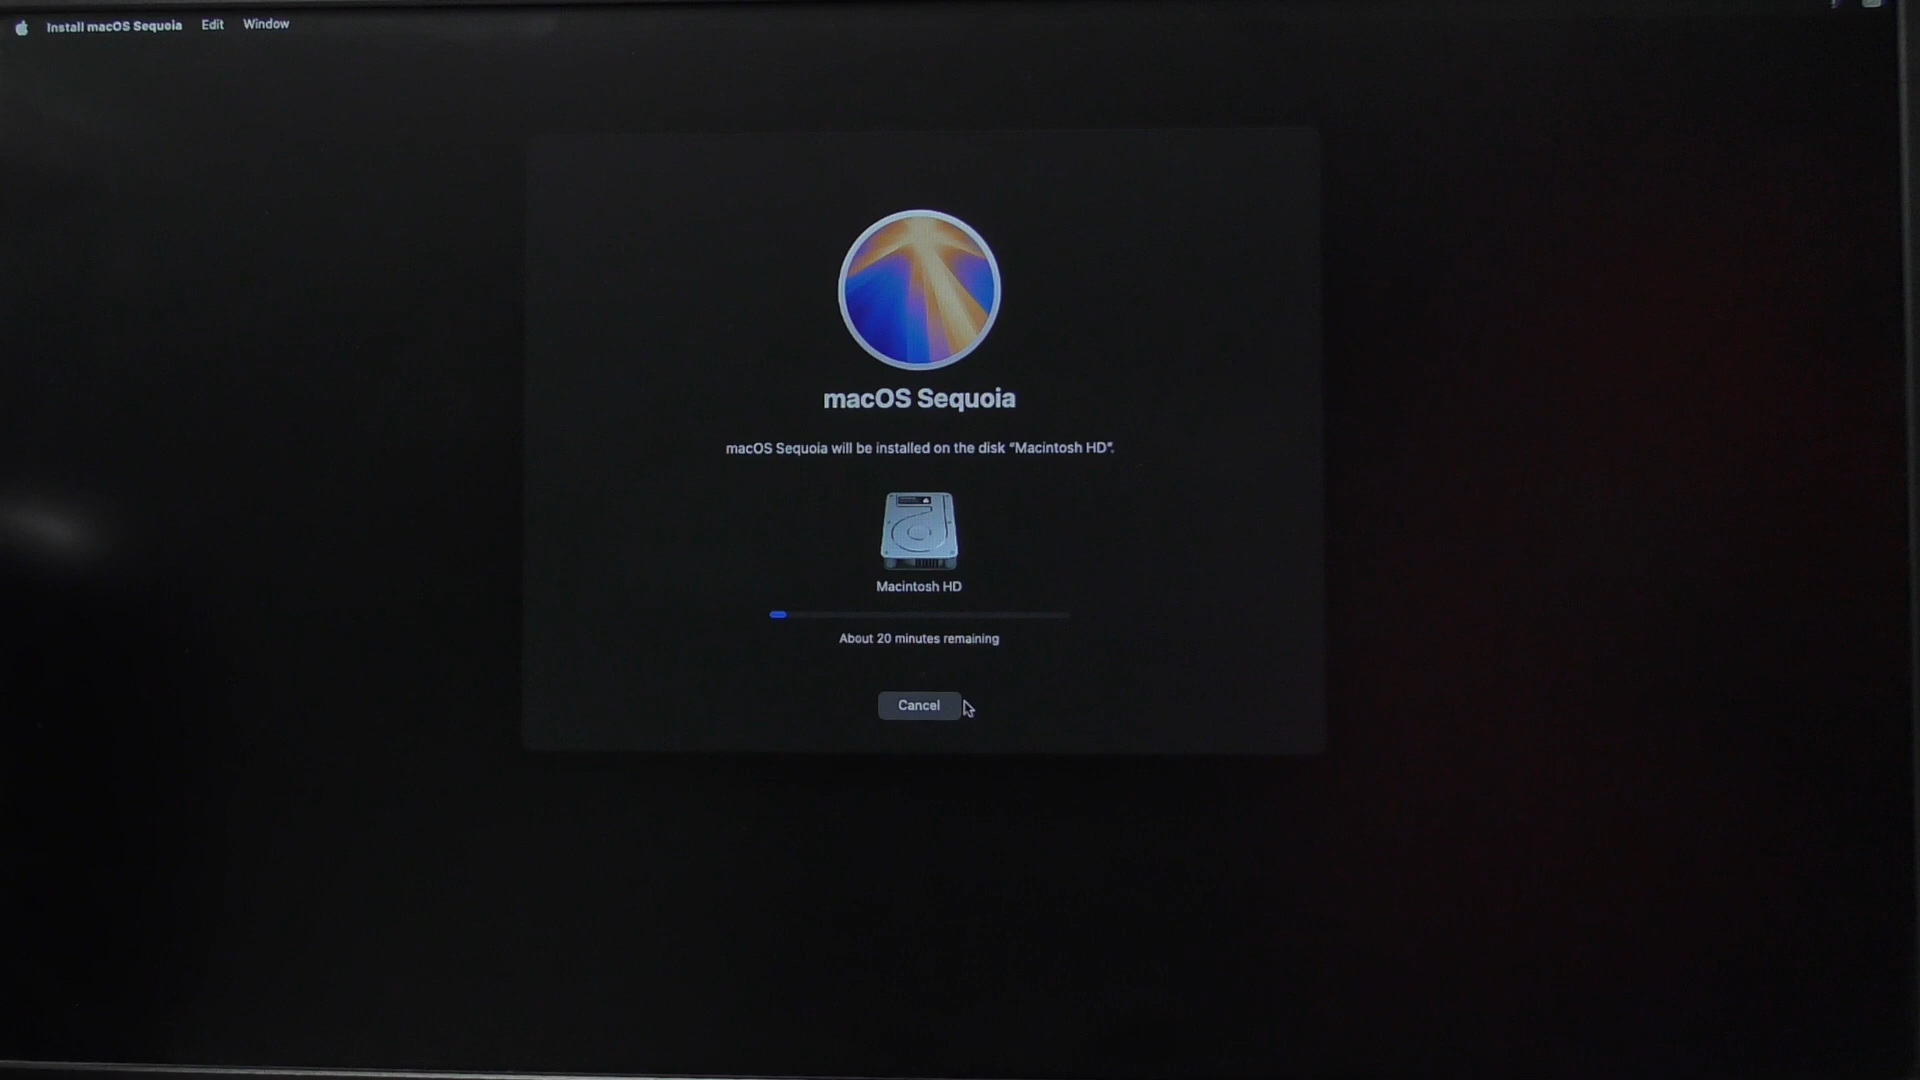 Install macOS Sequoia Edit Window
macOS Sequoia
macOS Sequoia will be installed on the disk “Macintosh HD”.
Macintosh HD
About 20 minutes remaining
Cancel